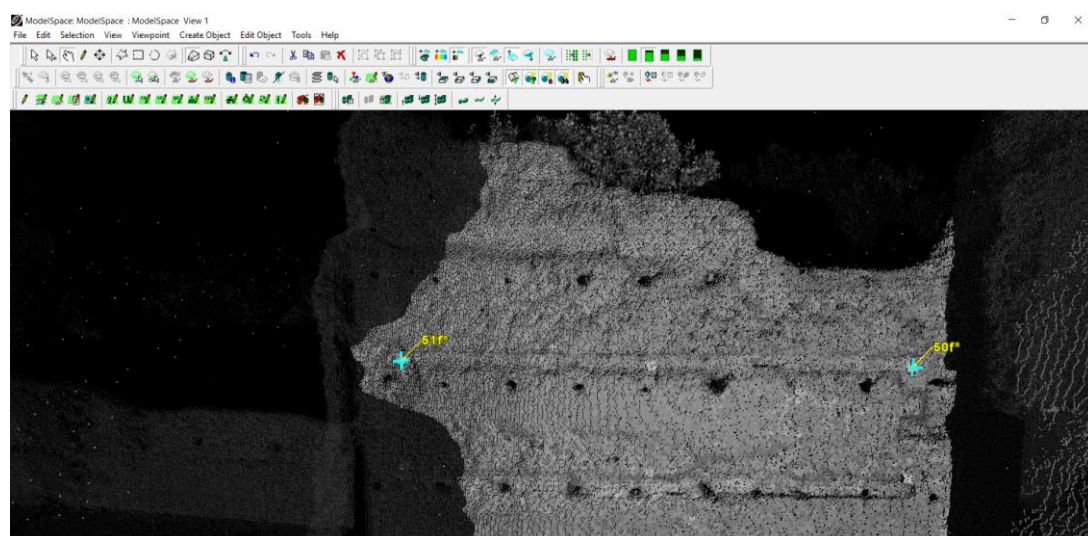 ModelSpace: ModelSpace : ModelSpace View 1
File Edit Selection View Viewpoint Create Object Edit Object Tools Help
51f*
50f*